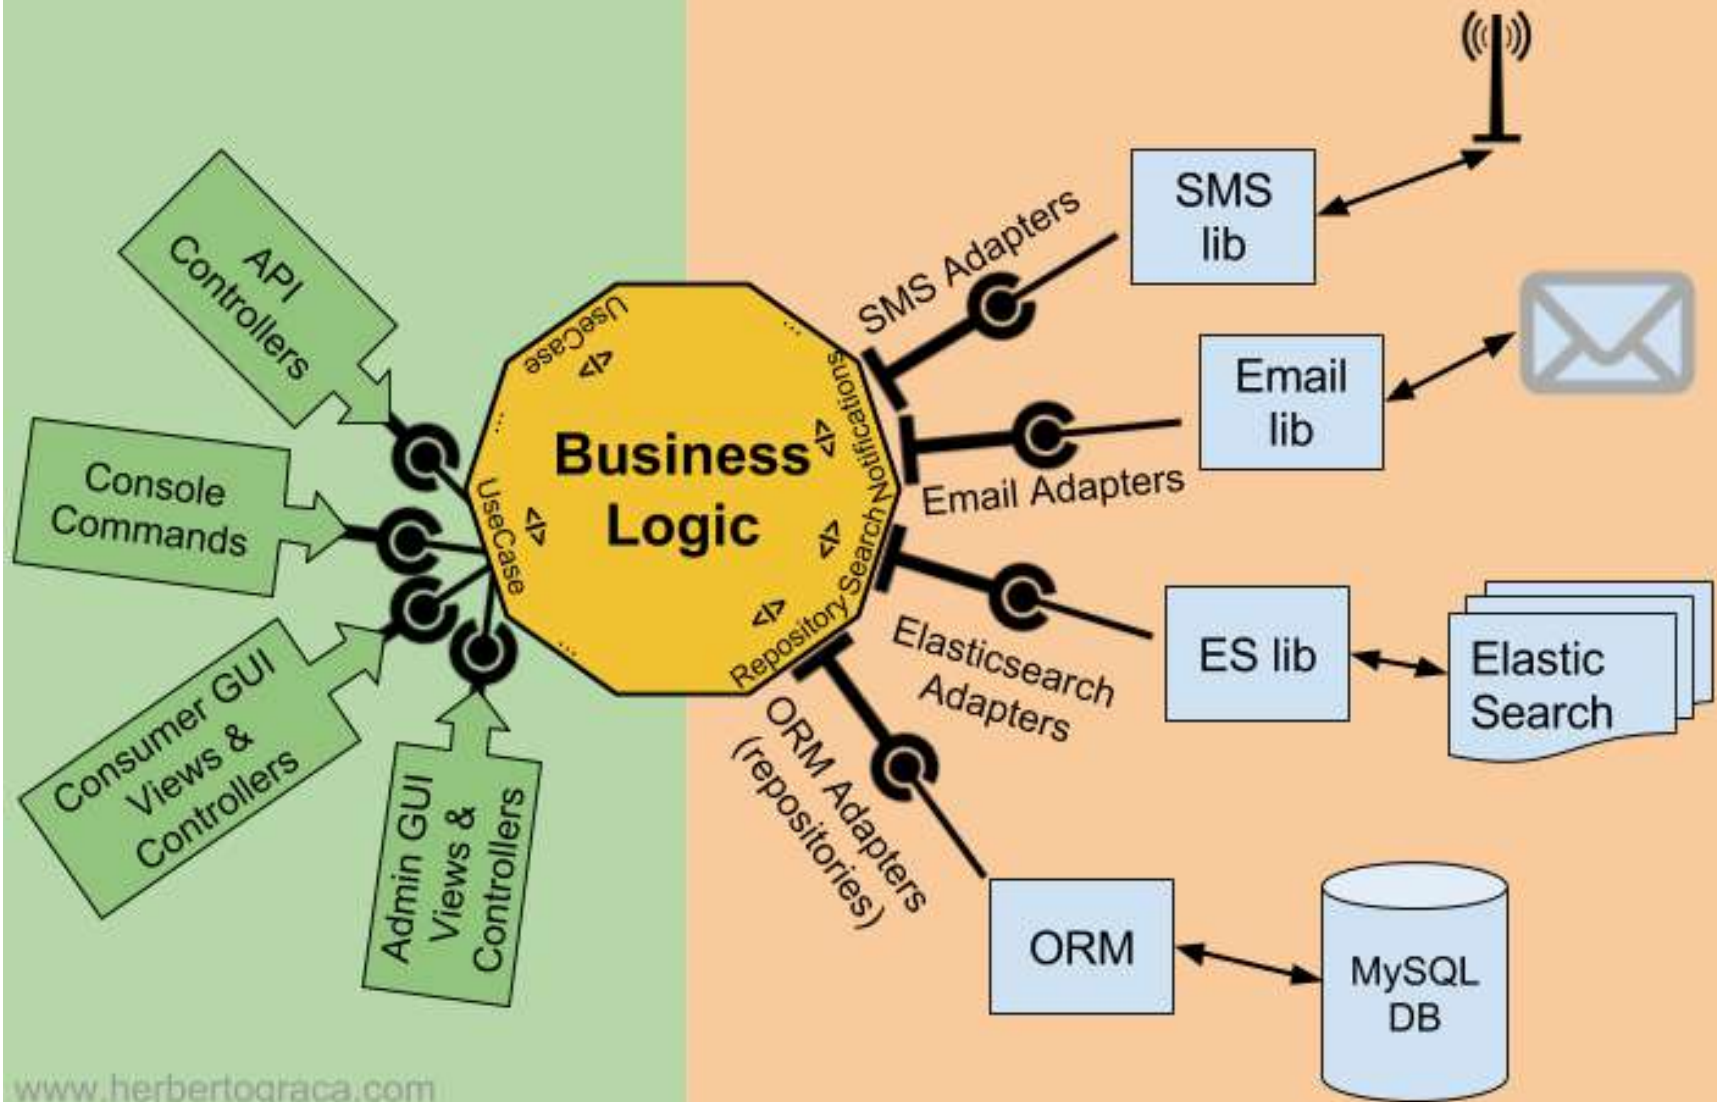 API
Controllers
Console
Commands
Consumer GUI
Views &
Controllers
Admin GUI
Views &
Controllers
UseCase
</>
...
UseCase
</>
...
...
Business
Logic
Notifications
</>
Search
</>
Repository
</>
SMS Adapters
SMS
lib
Email Adapters
Email
lib
Elasticsearch
Adapters
ES lib
Elastic
Search
ORM Adapters
(repositories)
ORM
MySQL
DB
www.herbertograca.com